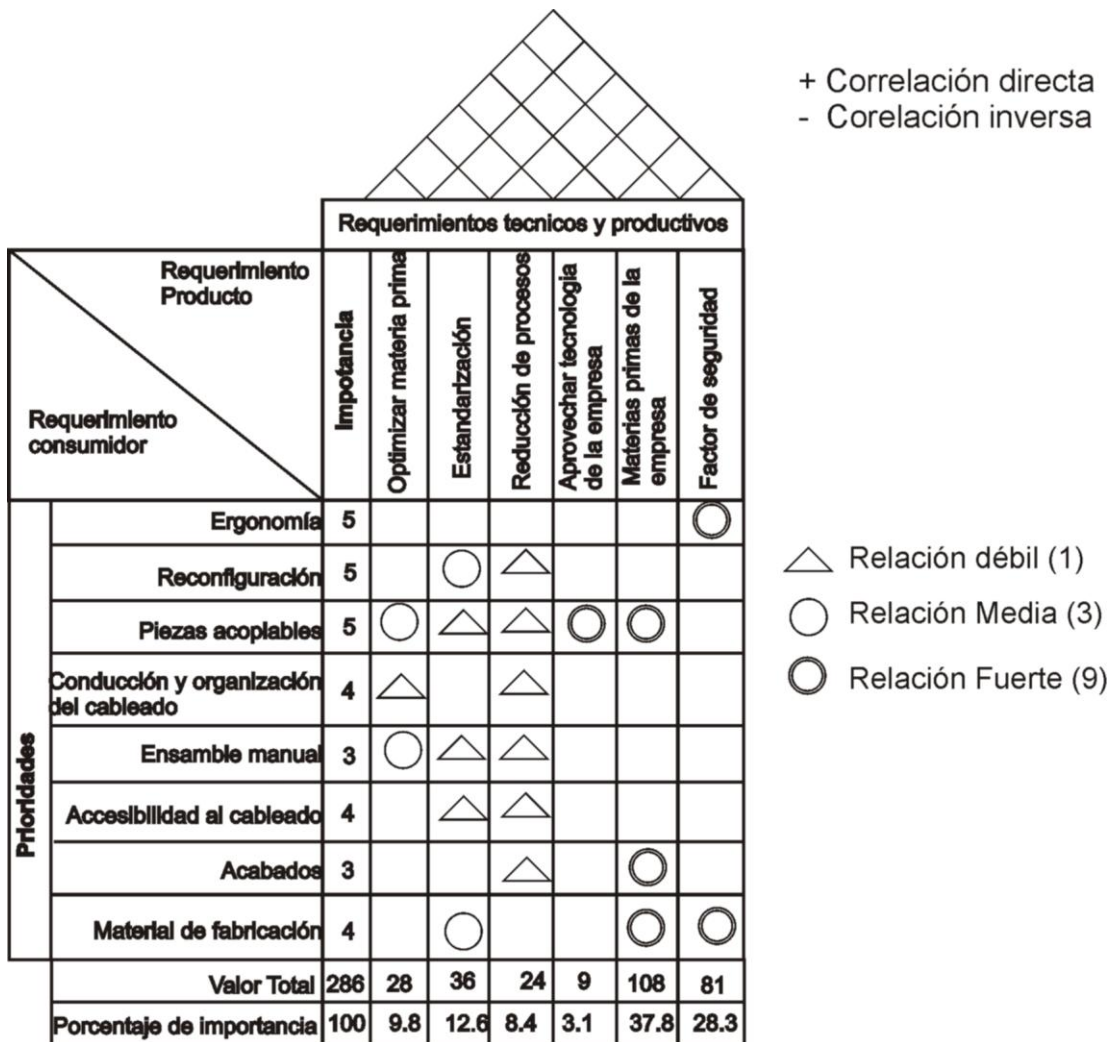 + Correlación directa
- Corelación inversa
Requerimientos tecnicos y productivos
Requerimiento
Producto
Requerimiento
consumidor
Impotancia
Optimizar materia prima
Estandarización
Reducción de procesos
Aprovechar tecnologia
de la empresa
Materias primas de la
empresa
Factor de seguridad
Prioridades
Ergonomía 5
Reconfiguración 5
Piezas acoplables 5
Conducción y organización
del cableado 4
Ensamble manual 3
Accesibilidad al cableado 4
Acabados 3
Material de fabricación 4
Valor Total 286 28 36 24 9 108 81
Porcentaje de importancia 100 9.8 12.6 8.4 3.1 37.8 28.3
Relación débil (1)
Relación Media (3)
Relación Fuerte (9)